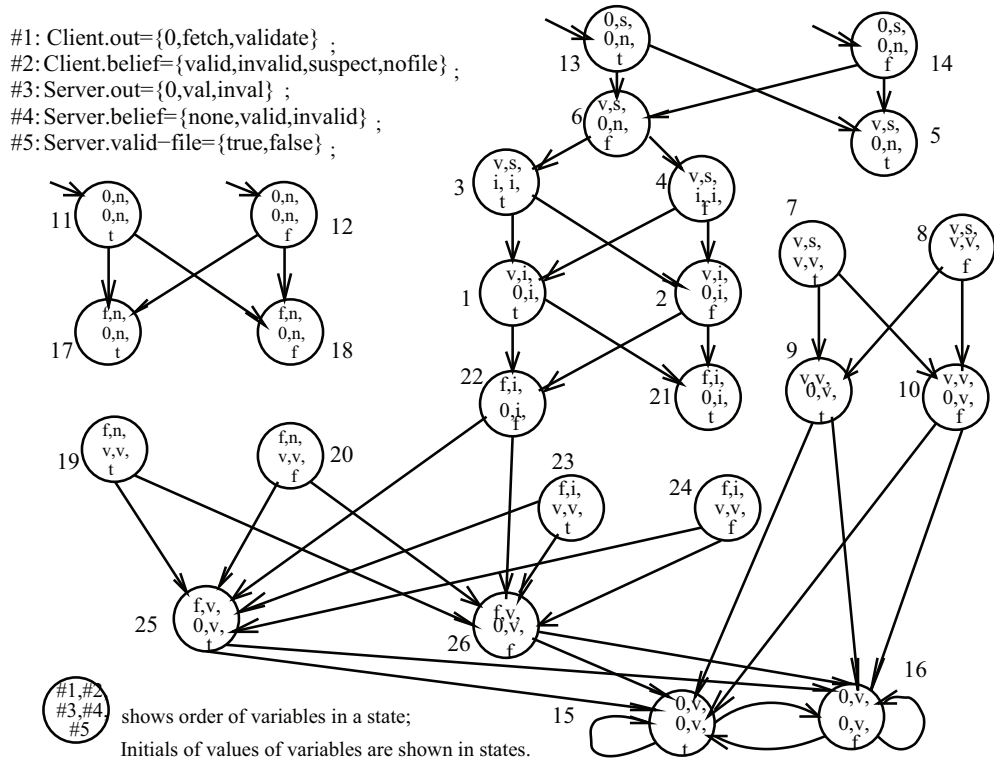 #1: Client.out={0,fetch,validate} ;
#2: Client.belief={valid,invalid,suspect,nofile} ;
#3: Server.out={0,val,inval} ;
#4: Server.belief={none,valid,invalid} ;
#5: Server.valid−file={true,false} ;
0,s,
0,n,
t
13
0,s,
0,n,
f
14
6
v,s,
0,n,
f
v,s,
0,n,
t
5
3
v,s,
i, i,
t
4
v,s,
i, i,
f
11
0,n,
0,n,
t
0,n,
0,n,
f
12
7
v,s,
v,v,
t
8
v,s,
v,v,
f
1
v,i,
0,i,
t
2
v,i,
0,i,
f
17
f,n,
0,n,
t
f,n,
0,n,
f
18
9
v,v,
0,v,
t
10
v,v,
0,v,
f
22
f,i,
0,i,
f
21
f,i,
0,i,
t
19
f,n,
v,v,
t
f,n,
v,v,
f
20
23
f,i,
v,v,
t
24
f,i,
v,v,
f
25
f,v,
0,v,
t
26
f,v,
0,v,
f
15
0,v,
0,v,
t
16
0,v,
0,v,
f
#1,#2
#3,#4,
#5
shows order of variables in a state;
Initials of values of variables are shown in states.